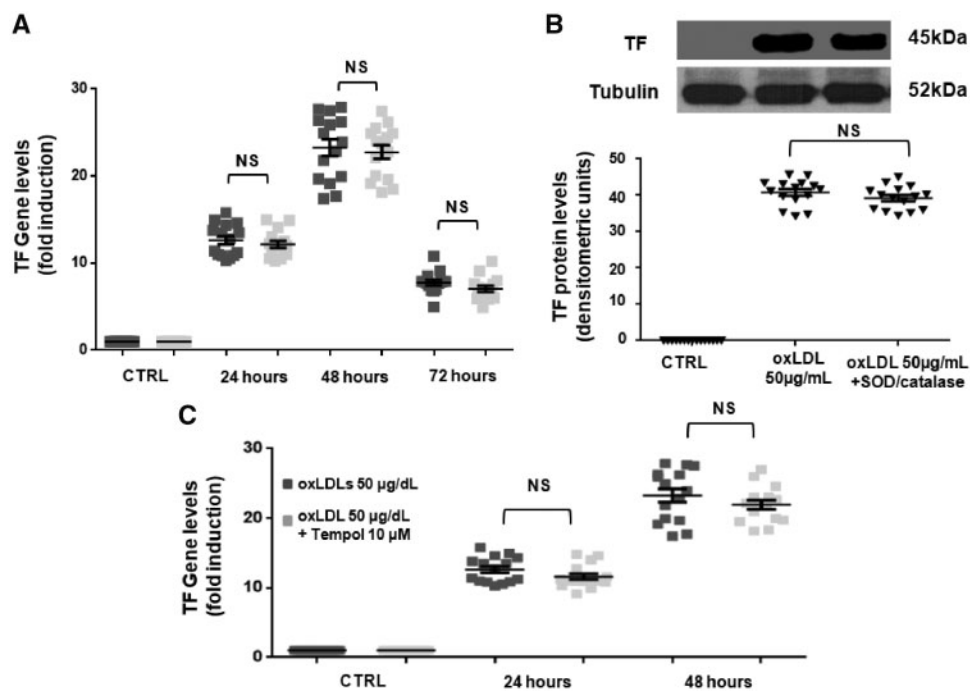 A
TF Gene levels
(fold induction)
30
20
10
0
NS
NS
NS
CTRL
24 hours
48 hours
72 hours
B
TF
45kDa
Tubulin
52kDa
TF protein levels
(densitometric units)
50
40
30
20
10
0
NS
CTRL
oxLDL
50µg/mL
oxLDL 50µg/mL
+SOD/catalase
C
TF Gene levels
(fold induction)
30
20
10
0
oxLDLs 50 µg/dL
oxLDL 50 µg/dL
+ Tempol 10 µM
NS
NS
CTRL
24 hours
48 hours